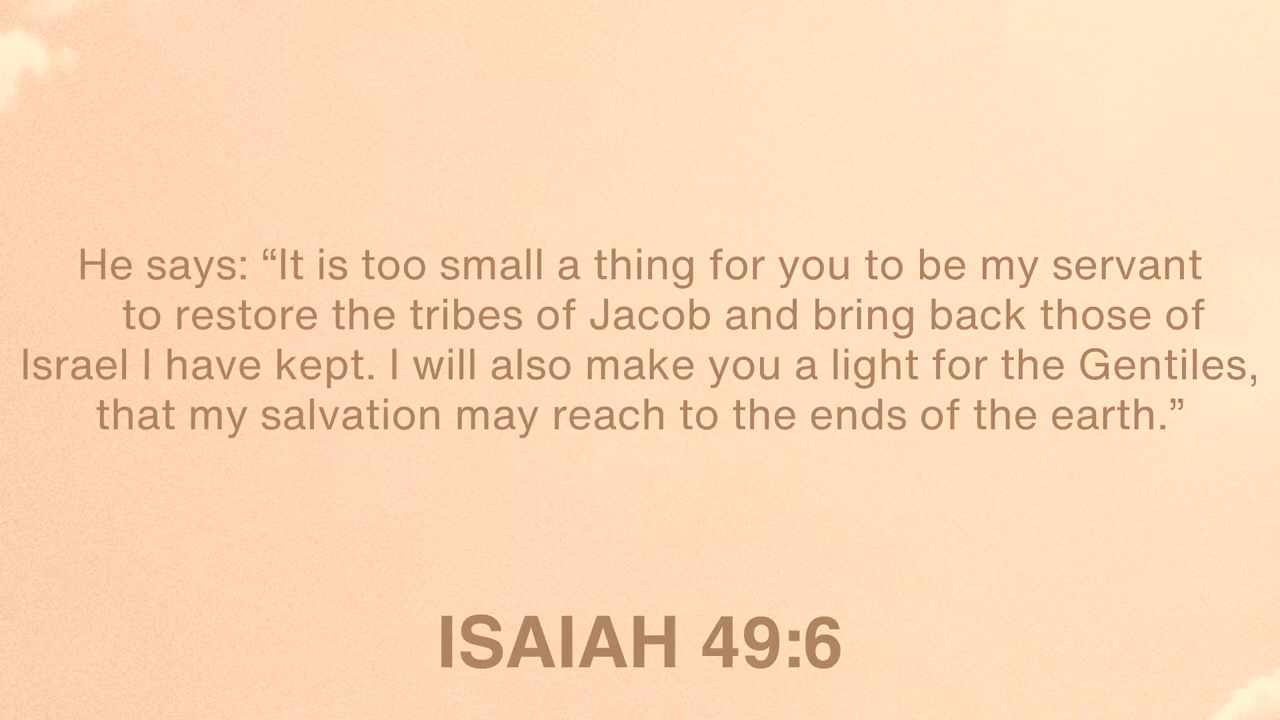 He says: “It is too small a thing for you to be my servant
to restore the tribes of Jacob and bring back those of
Israel I have kept. I will also make you a light for the Gentiles,
that my salvation may reach to the ends of the earth.”
ISAIAH 49:6